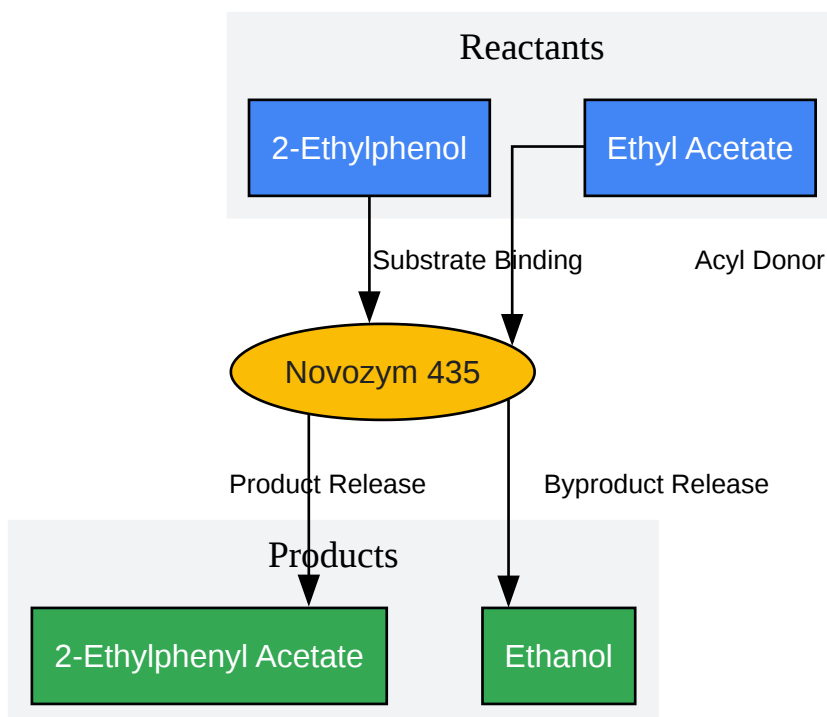 Reactants
2-Ethylphenol
Ethyl Acetate
Substrate Binding
Acyl Donor
Novozym 435
Product Release
Byproduct Release
Products
2-Ethylphenyl Acetate
Ethanol